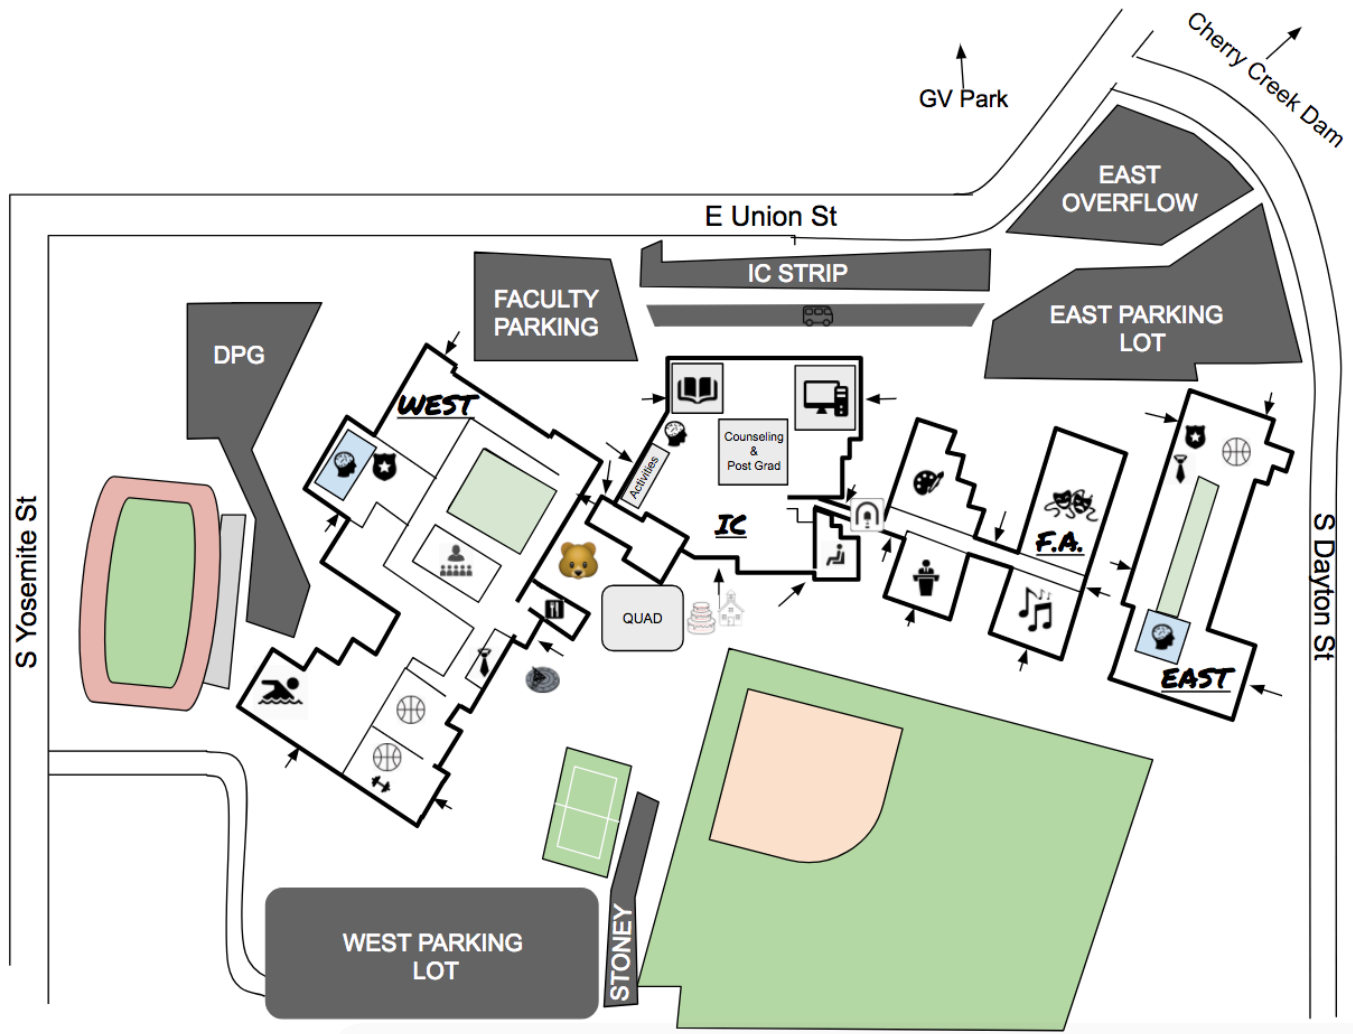 Cherry Creek Dam
GV Park
EAST
OVERFLOW
E Union St
IC STRIP
FACULTY
PARKING
EAST PARKING
LOT
DPG
WEST
Counseling
&
Post Grad
Activities
IC
F.A.
QUAD
EAST
S Yosemite St
S Dayton St
WEST PARKING
LOT
STONEY